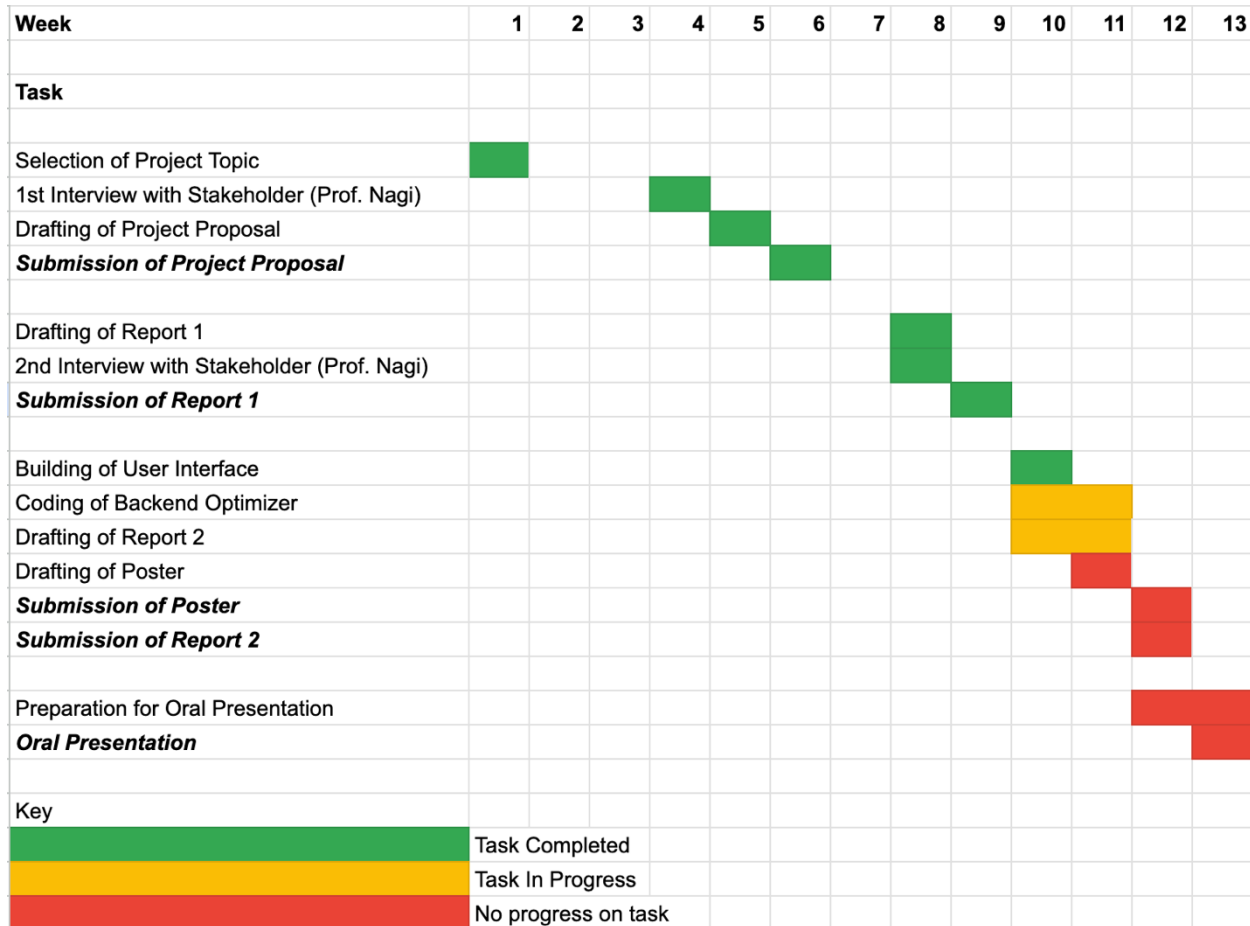 Week 1 2 3 4 5 6 7 8 9 10 11 12 13
Task
Selection of Project Topic
1st Interview with Stakeholder (Prof. Nagi)
Drafting of Project Proposal
Submission of Project Proposal
Drafting of Report 1
2nd Interview with Stakeholder (Prof. Nagi)
Submission of Report 1
Building of User Interface
Coding of Backend Optimizer
Drafting of Report 2
Drafting of Poster
Submission of Poster
Submission of Report 2
Preparation for Oral Presentation
Oral Presentation
Key
Task Completed
Task In Progress
No progress on task